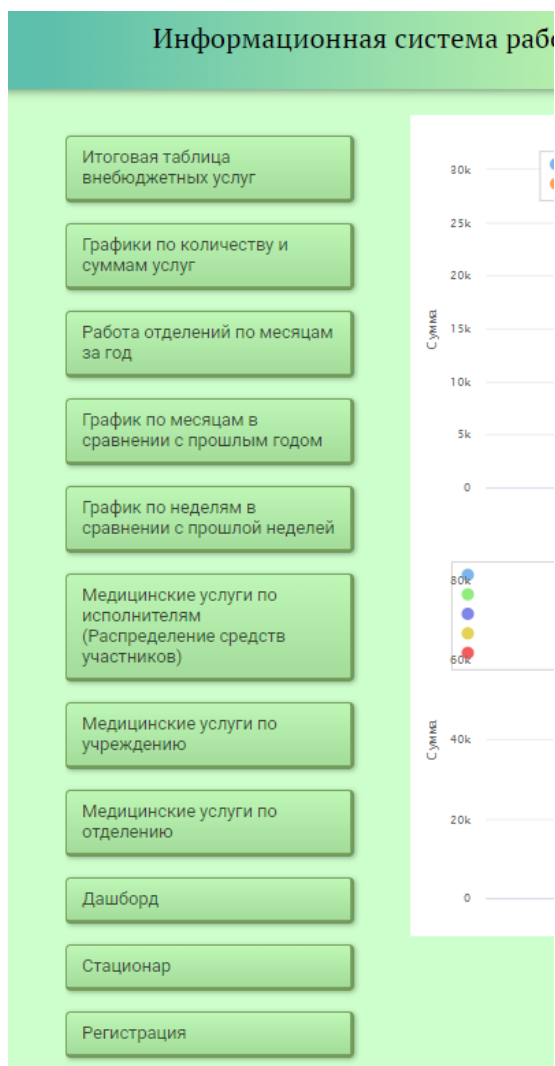 Информационная система
Итоговая таблица
внебюджетных услуг
Графики по количеству и
суммам услуг
Работа отделений по месяцам
за год
График по месяцам в
сравнении с прошлым годом
График по неделям в
сравнении с прошлой неделей
Медицинские услуги по
исполнителям
(Распределение средств
участников)
Медицинские услуги по
учреждению
Медицинские услуги по
отделению
Дашборд
Стационар
Регистрация
30k
25k
20k
Сумма
15k
10k
5k
0
80k
60k
Сумма
40k
20k
0